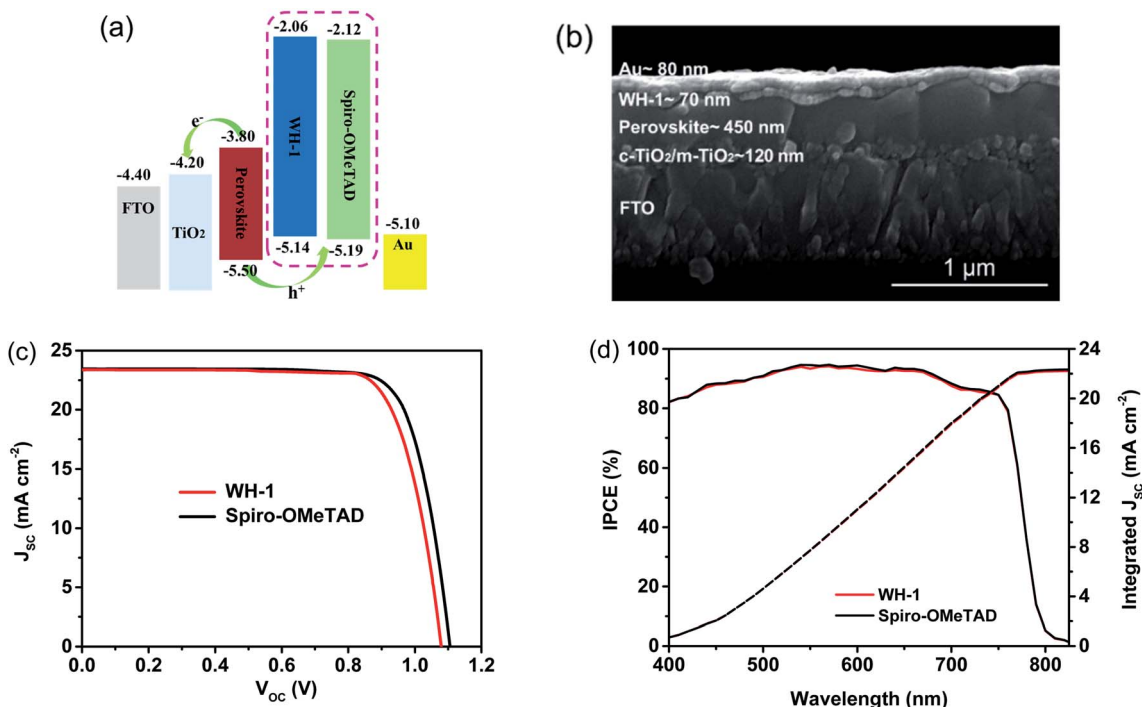 (a)
-2.06
-2.12
WH-1
Spiro-OMeTAD
e⁻
-3.80
-4.20
-4.40
FTO
TiO₂
Perovskite
-5.14
-5.19
-5.10
Au
-5.50
h⁺
(b)
Au~ 80 nm
WH-1~ 70 nm
Perovskite~ 450 nm
c-TiO₂/m-TiO₂~120 nm
FTO
1 µm
(c)
25
20
15
10
5
0
J_SC (mA cm⁻²)
WH-1
Spiro-OMeTAD
0.0 0.2 0.4 0.6 0.8 1.0 1.2
V_OC (V)
(d)
100
80
60
40
20
0
IPCE (%)
24
20
16
12
8
4
0
Integrated J_SC (mA cm⁻²)
WH-1
Spiro-OMeTAD
400 500 600 700 800
Wavelength (nm)